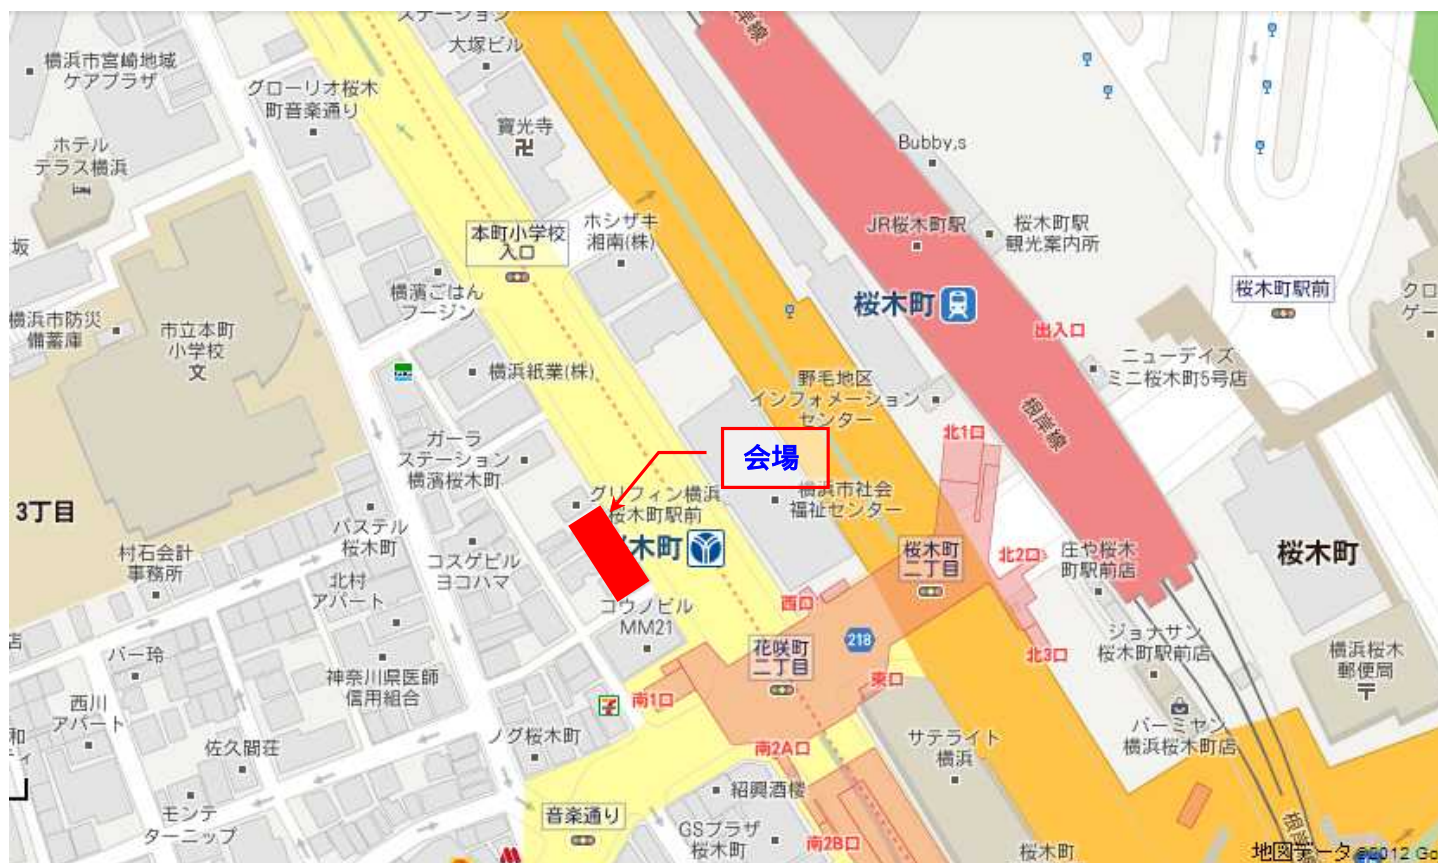 ステーション
大塚ビル
根岸線
横浜市宮崎地域
ケアプラザ
グローリオ桜木
町音楽通り
寶光寺
卍
Bubby,s
ホテル
テラス横浜
坂
本町小学校
入口
ホシザキ
湘南(株)
JR桜木町駅
桜木町駅
観光案内所
横濱ごはん
フージン
桜木町
桜木町駅前
クロ
ゲー
横浜市防災
備蓄庫
市立本町
小学校
文
出入口
ニューデイズ
ミニ桜木町5号店
横浜紙業(株)
野毛地区
インフォメーション
センター
根岸線
北1口
ガーラ
ステーション
横濱桜木町
会場
グリフィン横浜
桜木町駅前
横浜市社会
福祉センター
3丁目
パステル
桜木町
木町
桜木町
二丁目
北2口
庄や桜木
町駅前店
桜木町
村石会計
事務所
コスゲビル
ヨコハマ
北村
アパート
コウノビル
MM21
西口
218
花咲町
二丁目
北3口
ジョナサン
桜木町駅前店
横浜桜木
郵便局
〒
店
バー玲
神奈川県医師
信用組合
南1口
東口
西川
アパート
和
ィ
佐久間荘
ノグ桜木町
南2A口
サテライト
横浜
バーミヤン
横浜桜木町店
モンテ
ターニップ
音楽通り
紹興酒楼
GSプラザ
桜木町
南2B口
桜木町
根岸線
地図データ ©2012 Go